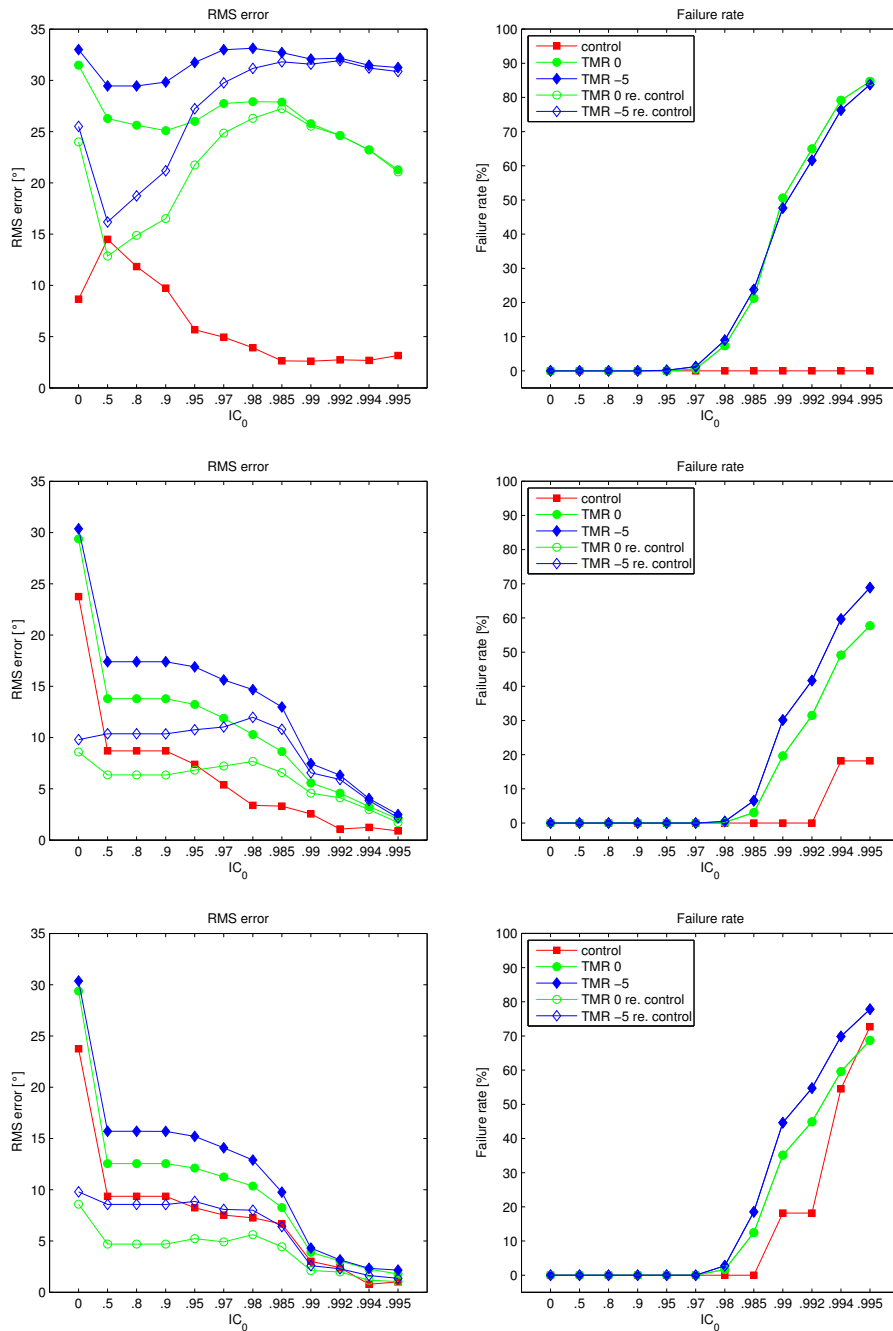 RMS error
35
30
25
20
15
10
5
0
RMS error [°]
0 .5 .8 .9 .95 .97 .98 .985 .99 .992 .994 .995
IC0
Failure rate
100
90
80
70
60
50
40
30
20
10
0
Failure rate [%]
control
TMR 0
TMR −5
TMR 0 re. control
TMR −5 re. control
0 .5 .8 .9 .95 .97 .98 .985 .99 .992 .994 .995
IC0
RMS error
35
30
25
20
15
10
5
0
RMS error [°]
0 .5 .8 .9 .95 .97 .98 .985 .99 .992 .994 .995
IC0
Failure rate
100
90
80
70
60
50
40
30
20
10
0
Failure rate [%]
control
TMR 0
TMR −5
TMR 0 re. control
TMR −5 re. control
0 .5 .8 .9 .95 .97 .98 .985 .99 .992 .994 .995
IC0
RMS error
35
30
25
20
15
10
5
0
RMS error [°]
0 .5 .8 .9 .95 .97 .98 .985 .99 .992 .994 .995
IC0
Failure rate
100
90
80
70
60
50
40
30
20
10
0
Failure rate [%]
control
TMR 0
TMR −5
TMR 0 re. control
TMR −5 re. control
0 .5 .8 .9 .95 .97 .98 .985 .99 .992 .994 .995
IC0